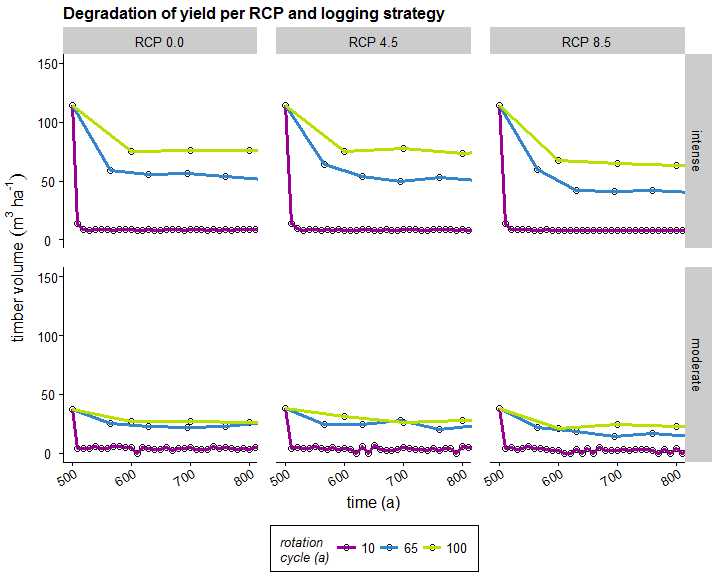 Degradation of yield per RCP and logging strategy
RCP 0.0 RCP 4.5 RCP 8.5
150
100
50
0
intense
timber volume (m³ ha⁻¹)
150
100
50
0
moderate
500 600 700 800 500 600 700 800 500 600 700 800
time (a)
rotation
cycle (a) 10 65 100